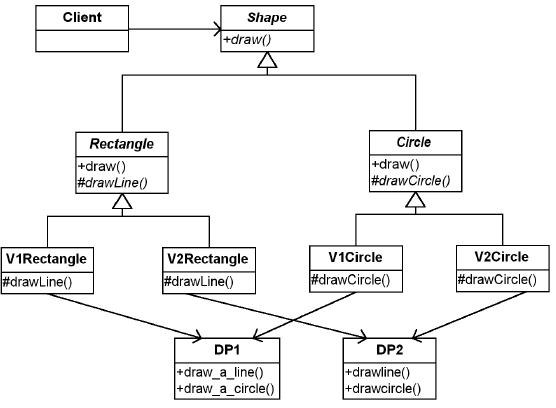 Client
Shape
+draw()
Rectangle
+draw()
#drawLine()
Circle
+draw()
#drawCircle()
V1Rectangle
#drawLine()
V2Rectangle
#drawLine()
V1Circle
#drawCircle()
V2Circle
#drawCircle()
DP1
+draw_a_line()
+draw_a_circle()
DP2
+drawline()
+drawcircle()